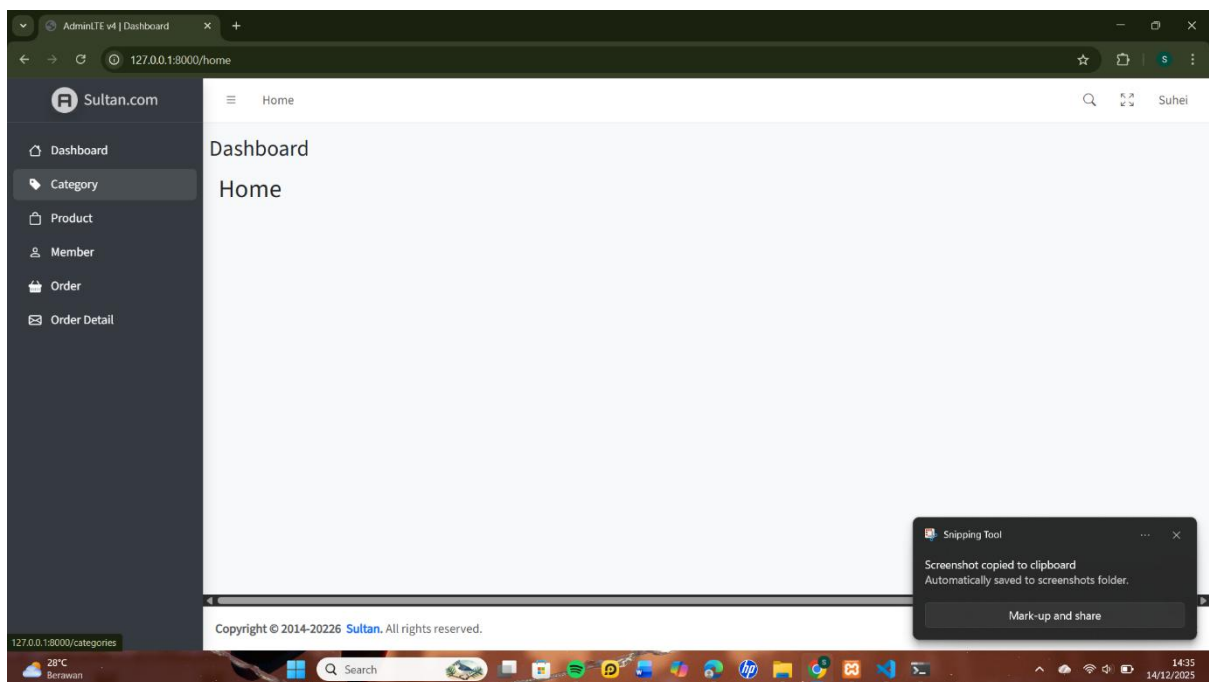 AdminLTE v4 | Dashboard
127.0.0.1:8000/home
S
Sultan.com
Home
Suhei
Dashboard
Dashboard
Category
Home
Product
Member
Order
Order Detail
Snipping Tool
Screenshot copied to clipboard
Automatically saved to screenshots folder.
Mark-up and share
Copyright © 2014-20226 Sultan. All rights reserved.
127.0.0.1:8000/categories
28°C
Berawan
Search
14:35
14/12/2025